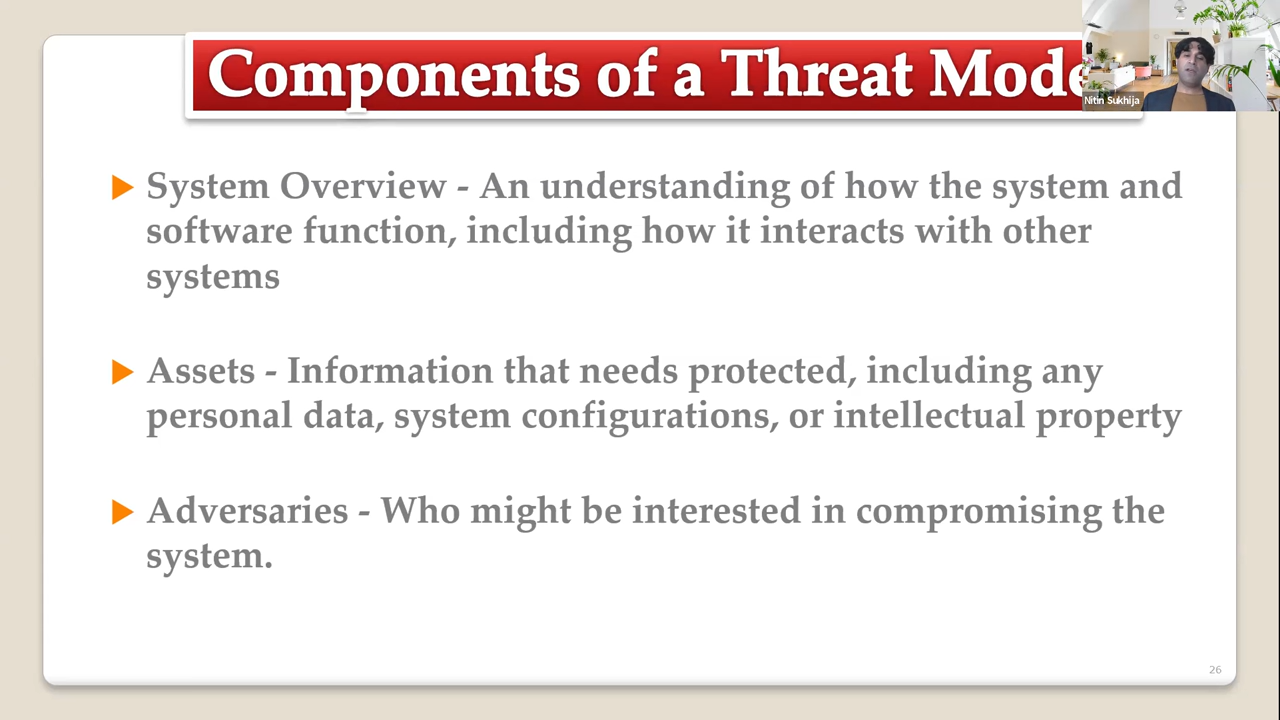 Components of a Threat Mode
Nitin Sukhija
System Overview - An understanding of how the system and
software function, including how it interacts with other
systems
Assets - Information that needs protected, including any
personal data, system configurations, or intellectual property
Adversaries - Who might be interested in compromising the
system.
26